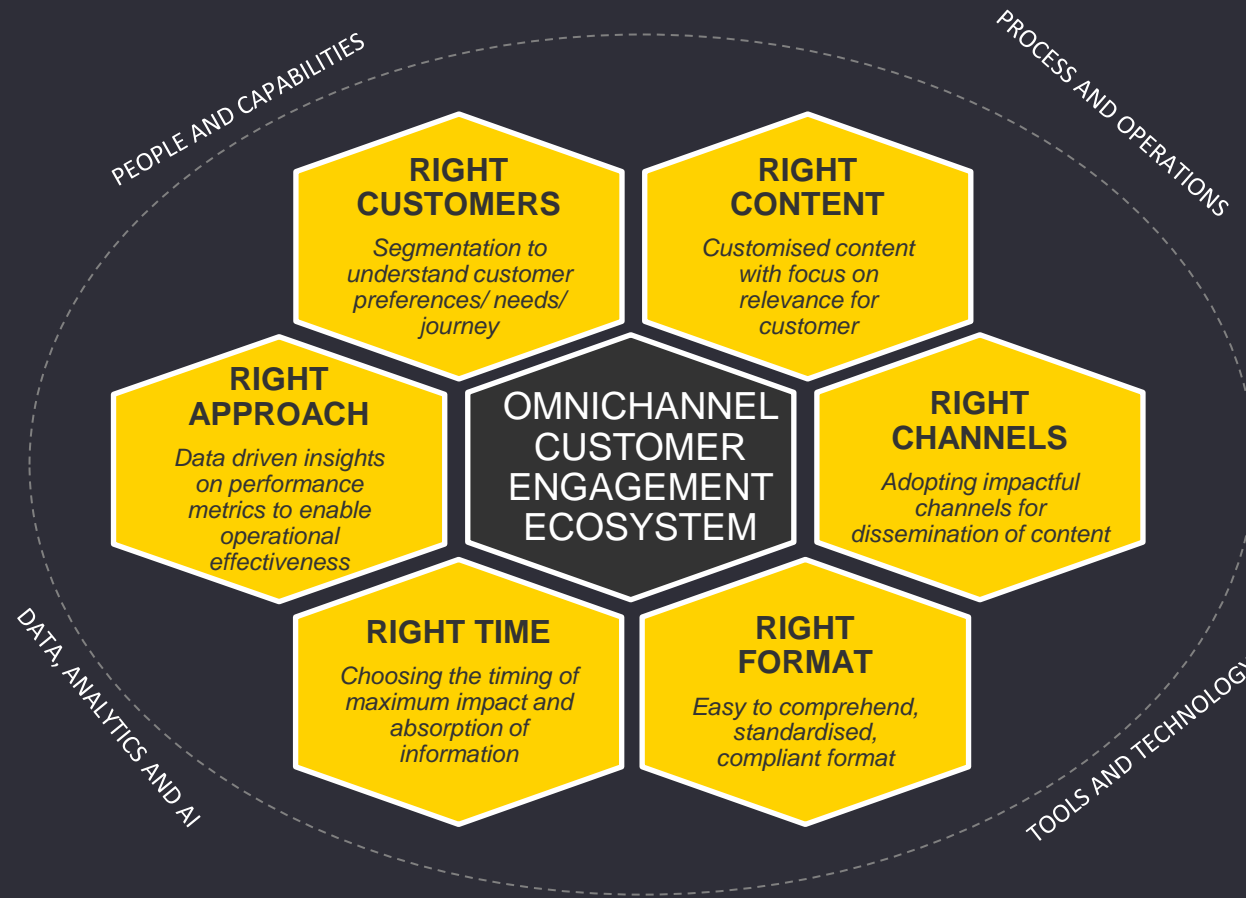 PEOPLE AND CAPABILITIES
PROCESS AND OPERATIONS
RIGHT
CUSTOMERS
Segmentation to
understand customer
preferences/ needs/
journey
RIGHT
CONTENT
Customised content
with focus on
relevance for
customer
RIGHT
APPROACH
Data driven insights
on performance
metrics to enable
operational
effectiveness
OMNICHANNEL
CUSTOMER
ENGAGEMENT
ECOSYSTEM
RIGHT
CHANNELS
Adopting impactful
channels for
dissemination of content
RIGHT TIME
Choosing the timing of
maximum impact and
absorption of
information
RIGHT
FORMAT
Easy to comprehend,
standardised,
compliant format
DATA, ANALYTICS AND AI
TOOLS AND TECHNOLOGY